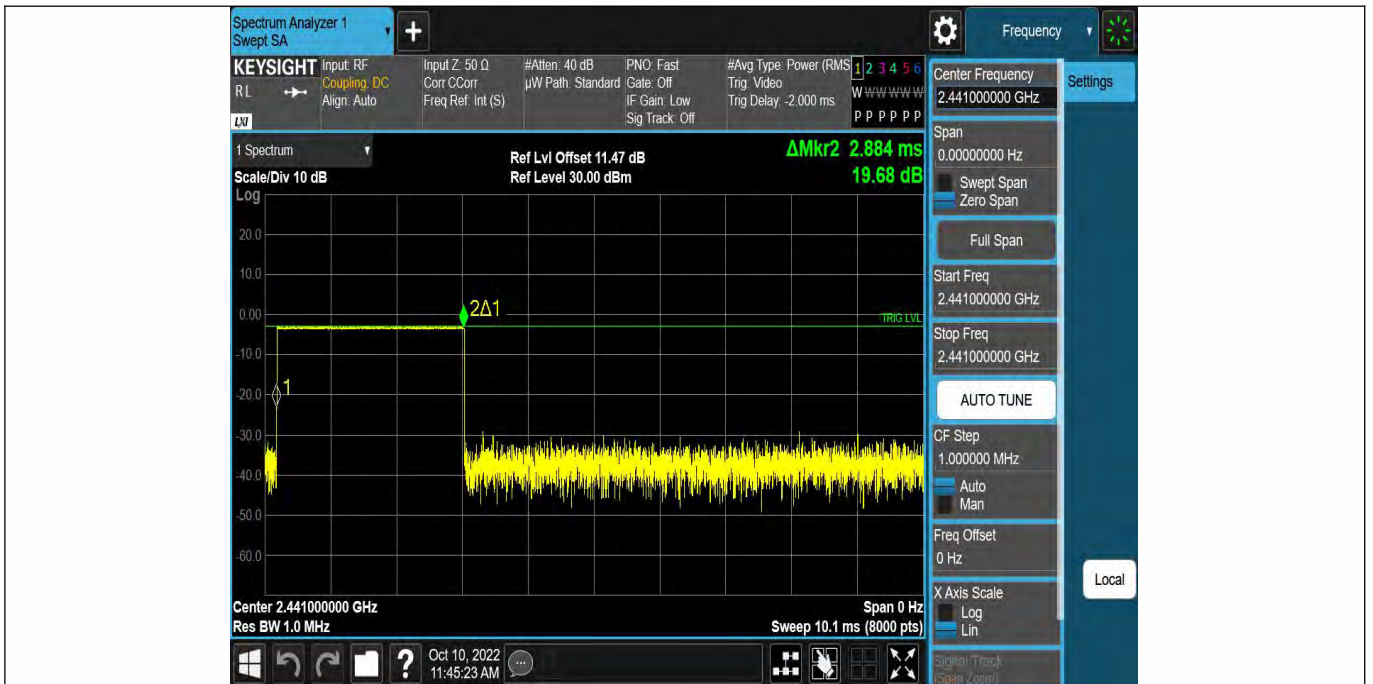 Spectrum Analyzer 1
Swept SA
+
Frequency
KEYSIGHT
RL
LXI
Input: RF
Coupling: DC
Align: Auto
Input Z: 50 Ω
Corr CCorr
Freq Ref: Int (S)
#Atten: 40 dB
µW Path: Standard
PNO: Fast
Gate: Off
IF Gain: Low
Sig Track: Off
#Avg Type: Power (RMS
Trig: Video
Trig Delay: -2.000 ms
1 2 3 4 5 6
W W W W W W
P P P P P P
Center Frequency
2.441000000 GHz
Settings
1 Spectrum
Scale/Div 10 dB
Ref Lvl Offset 11.47 dB
Ref Level 30.00 dBm
ΔMkr2 2.884 ms
19.68 dB
Span
0.00000000 Hz
Swept Span
Zero Span
Full Span
Start Freq
2.441000000 GHz
Stop Freq
2.441000000 GHz
AUTO TUNE
CF Step
1.000000 MHz
Auto
Man
Freq Offset
0 Hz
X Axis Scale
Log
Lin
Signal Track
(Span Zoom)
Local
Log
20.0
10.0
0.00
-10.0
-20.0
-30.0
-40.0
-50.0
-60.0
2Δ1
1
TRIG LVL
Center 2.441000000 GHz
Res BW 1.0 MHz
Span 0 Hz
Sweep 10.1 ms (8000 pts)
?
Oct 10, 2022
11:45:23 AM